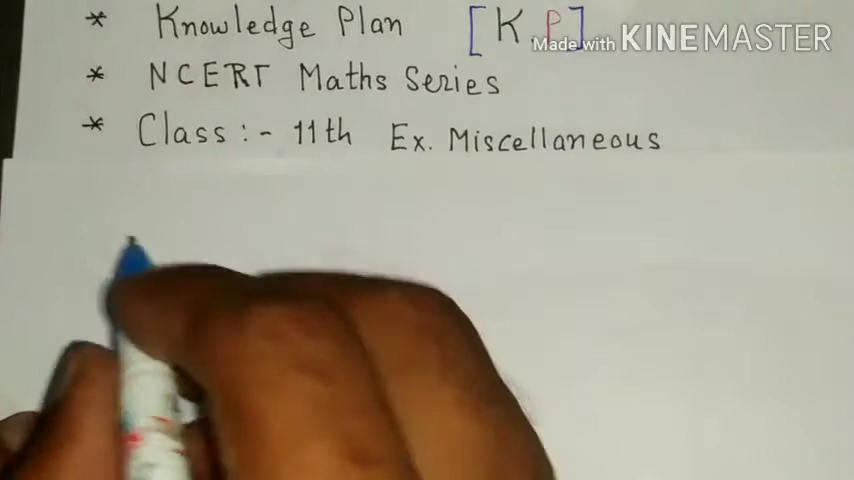 * Knowledge Plan [K.P]
Made with KINEMASTER
* NCERT Maths Series
* Class :- 11th Ex. Miscellaneous